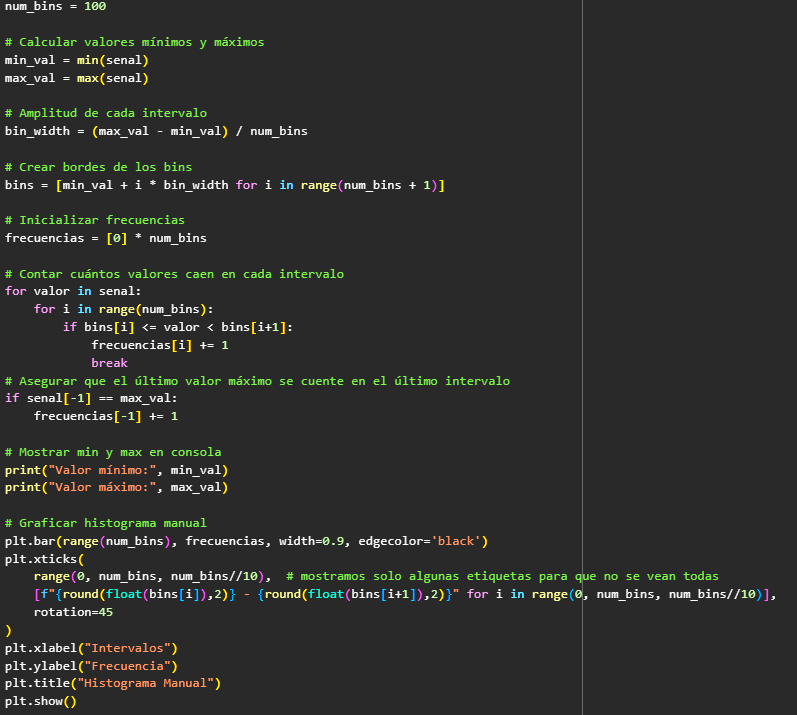 num_bins = 100
# Calcular valores mínimos y máximos
min_val = min(senal)
max_val = max(senal)
# Amplitud de cada intervalo
bin_width = (max_val - min_val) / num_bins
# Crear bordes de los bins
bins = [min_val + i * bin_width for i in range(num_bins + 1)]
# Inicializar frecuencias
frecuencias = [0] * num_bins
# Contar cuántos valores caen en cada intervalo
for valor in senal:
    for i in range(num_bins):
        if bins[i] <= valor < bins[i+1]:
            frecuencias[i] += 1
            break
# Asegurar que el último valor máximo se cuente en el último intervalo
if senal[-1] == max_val:
    frecuencias[-1] += 1
# Mostrar min y max en consola
print("Valor mínimo:", min_val)
print("Valor máximo:", max_val)
# Graficar histograma manual
plt.bar(range(num_bins), frecuencias, width=0.9, edgecolor='black')
plt.xticks(
    range(0, num_bins, num_bins//10),  # mostramos solo algunas etiquetas para que no se vean todas
    [f"{round(float(bins[i]),2)} - {round(float(bins[i+1]),2)}" for i in range(0, num_bins, num_bins//10)],
    rotation=45
)
plt.xlabel("Intervalos")
plt.ylabel("Frecuencia")
plt.title("Histograma Manual")
plt.show()